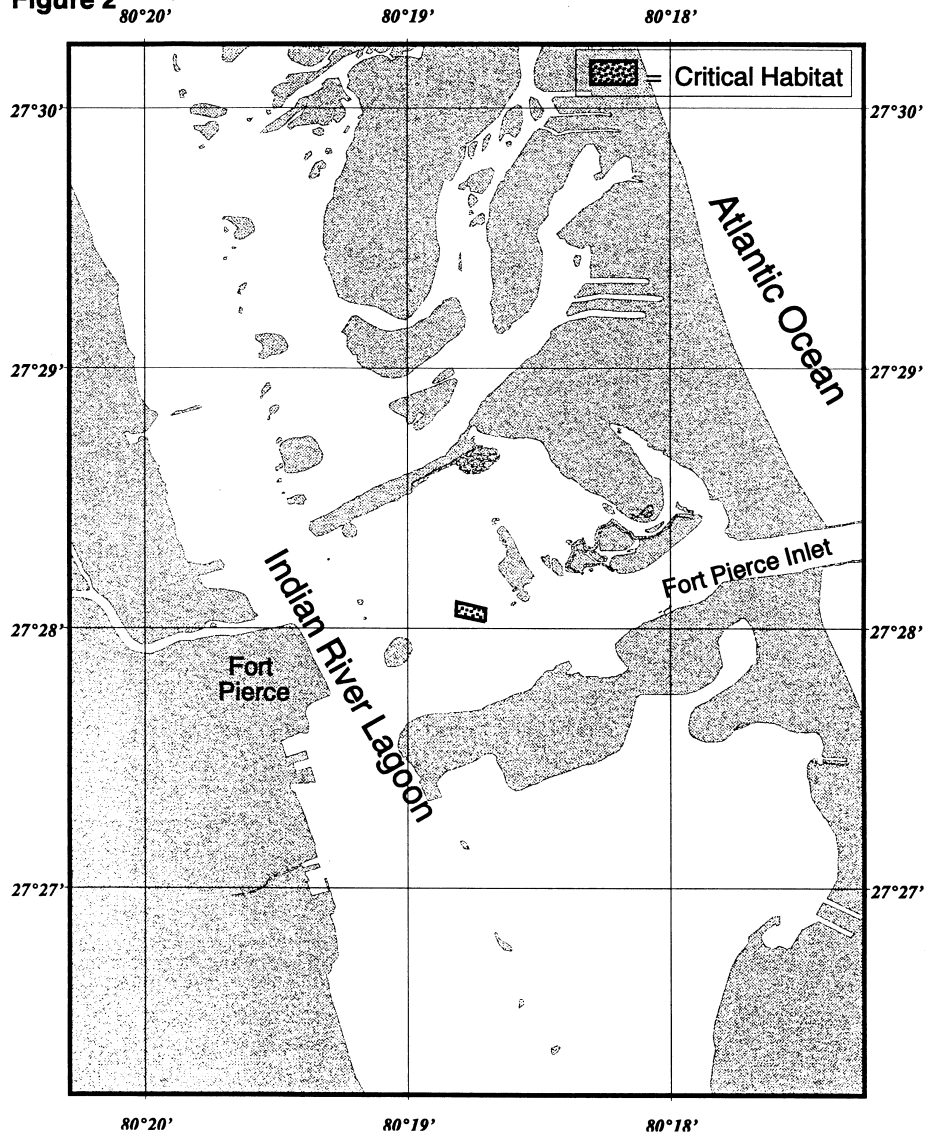 Figure 2
80°20' 80°19' 80°18'
= Critical Habitat
27°30' 27°30'
Atlantic Ocean
27°29' 27°29'
Fort Pierce Inlet
Indian River Lagoon
27°28' 27°28'
Fort
Pierce
27°27' 27°27'
80°20' 80°19' 80°18'